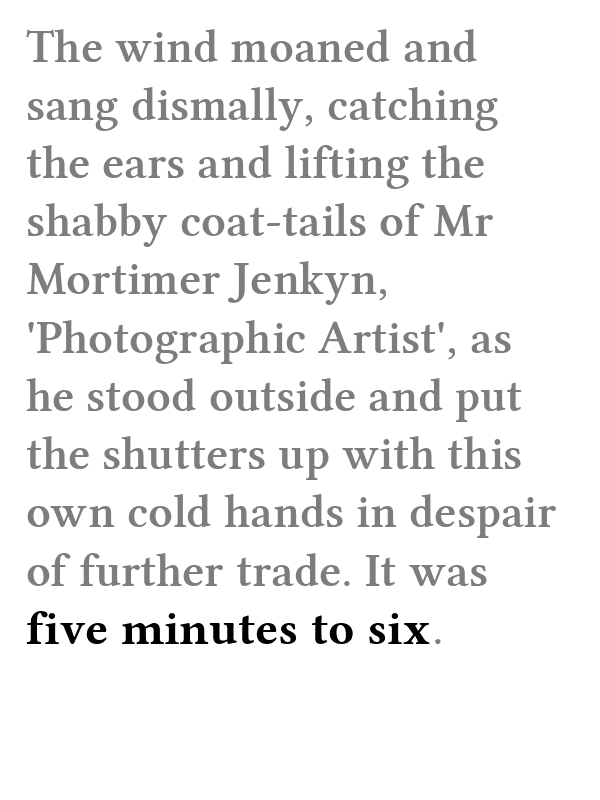 The wind moaned and
sang dismally, catching
the ears and lifting the
shabby coat-tails of Mr
Mortimer Jenkyn,
'Photographic Artist', as
he stood outside and put
the shutters up with this
own cold hands in despair
of further trade. It was
five minutes to six.